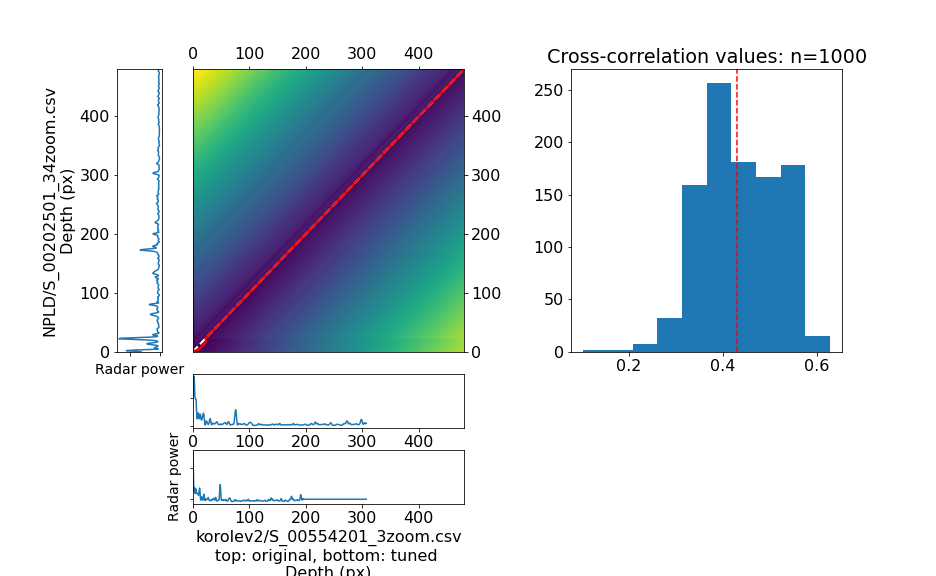 0 100 200 300 400
Cross-correlation values: n=1000
NPLD/S_00202501_34zoom.csv
Depth (px)
400
300
200
100
0
400
300
200
100
0
250
200
150
100
50
0
0.2 0.4 0.6
Radar power
0 100 200 300 400
Radar power
0 100 200 300 400
korolev2/S_00554201_3zoom.csv
top: original, bottom: tuned
Depth (px)